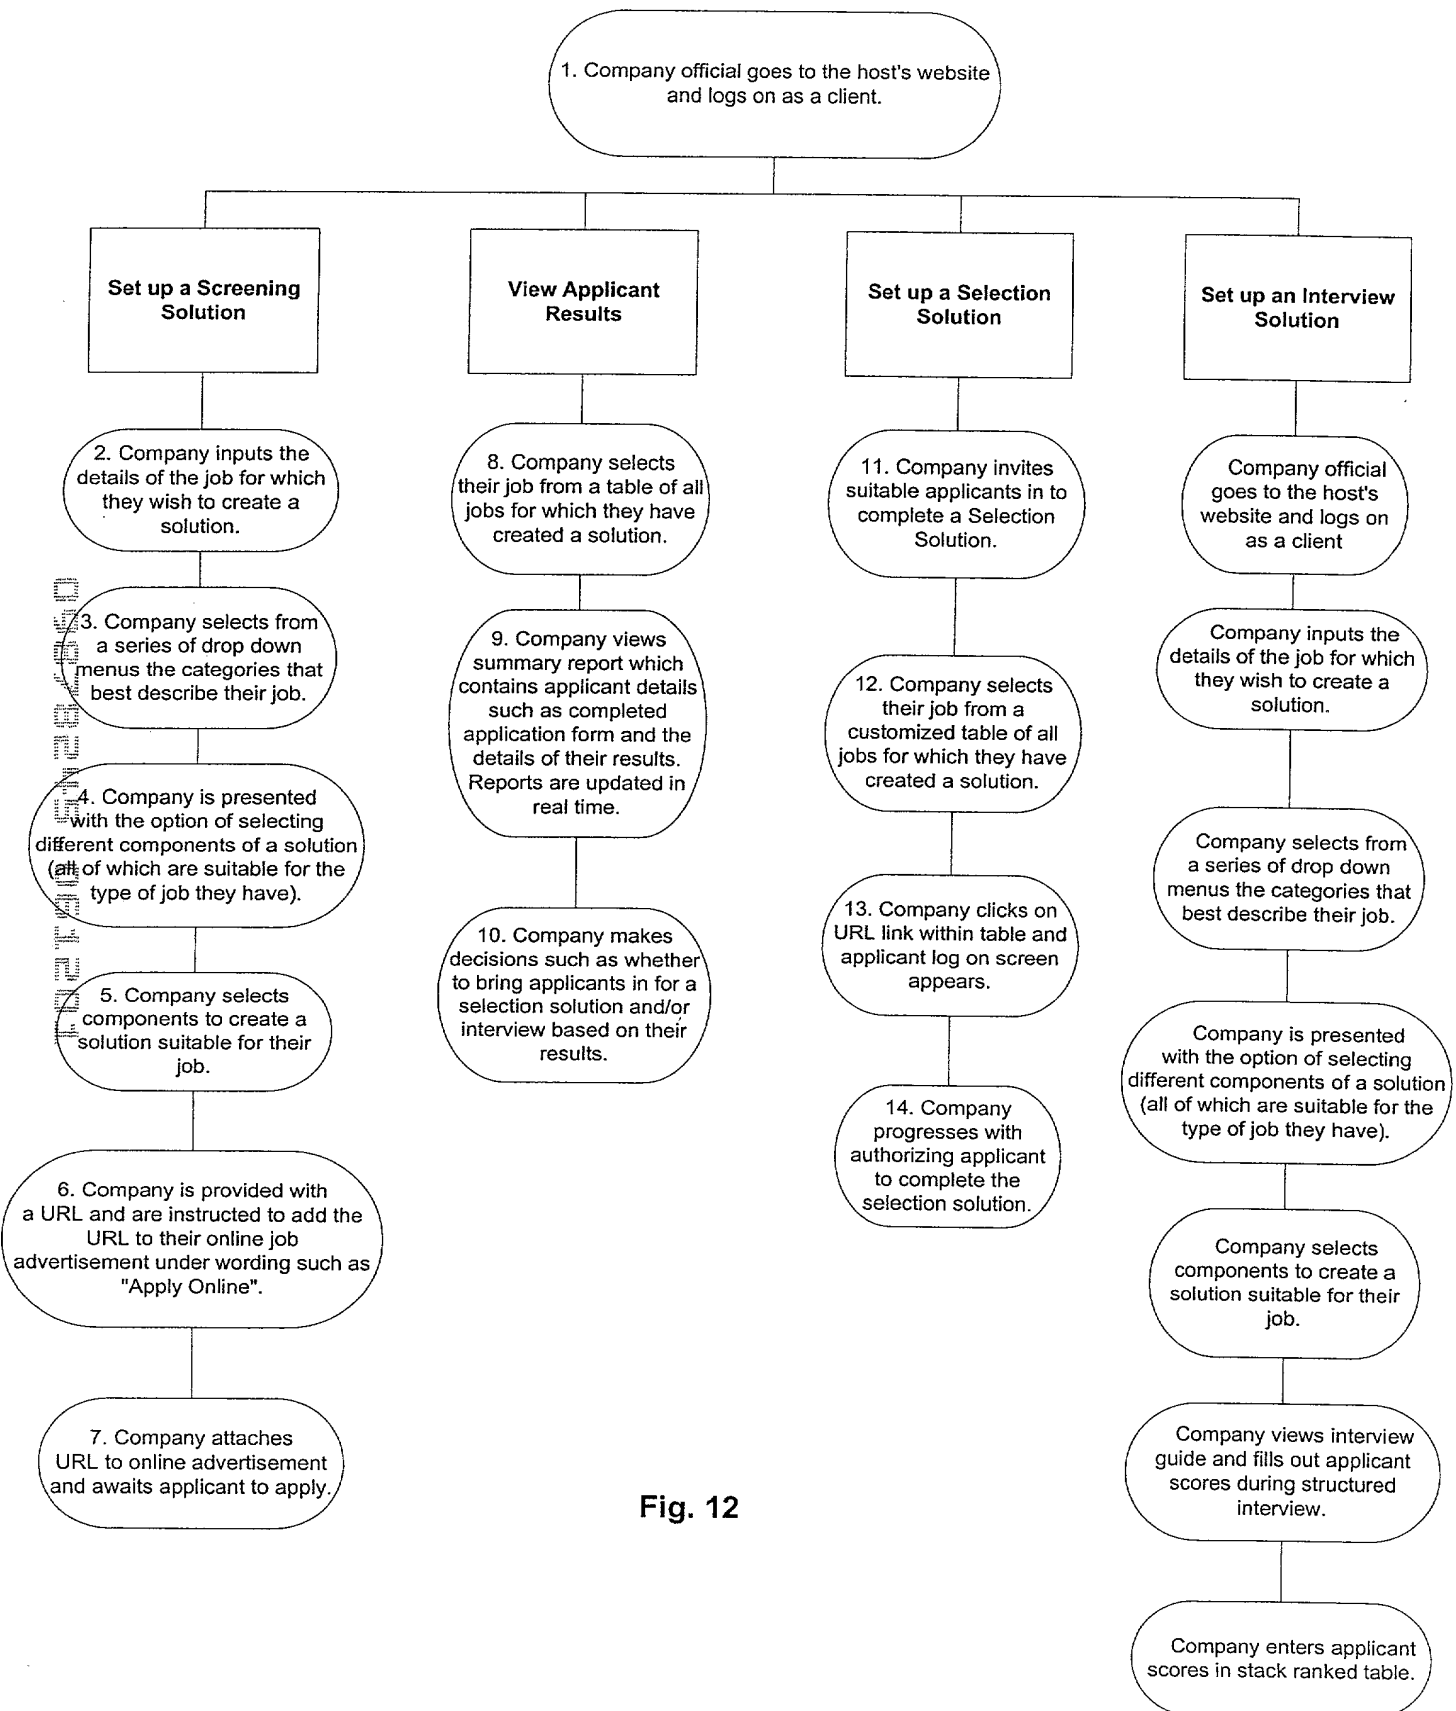 1. Company official goes to the host's website
and logs on as a client.
Set up a Screening
Solution
2. Company inputs the
details of the job for which
they wish to create a
solution.
3. Company selects from
a series of drop down
menus the categories that
best describe their job.
4. Company is presented
with the option of selecting
different components of a solution
(all of which are suitable for the
type of job they have).
5. Company selects
components to create a
solution suitable for their
job.
6. Company is provided with
a URL and are instructed to add the
URL to their online job
advertisement under wording such as
"Apply Online".
7. Company attaches
URL to online advertisement
and awaits applicant to apply.
View Applicant
Results
8. Company selects
their job from a table of all
jobs for which they have
created a solution.
9. Company views
summary report which
contains applicant details
such as completed
application form and the
details of their results.
Reports are updated in
real time.
10. Company makes
decisions such as whether
to bring applicants in for a
selection solution and/or
interview based on their
results.
Set up a Selection
Solution
11. Company invites
suitable applicants in to
complete a Selection
Solution.
12. Company selects
their job from a
customized table of all
jobs for which they have
created a solution.
13. Company clicks on
URL link within table and
applicant log on screen
appears.
14. Company
progresses with
authorizing applicant
to complete the
selection solution.
Set up an Interview
Solution
Company official
goes to the host's
website and logs on
as a client
Company inputs the
details of the job for which
they wish to create a
solution.
Company selects from
a series of drop down
menus the categories that
best describe their job.
Company is presented
with the option of selecting
different components of a solution
(all of which are suitable for the
type of job they have).
Company selects
components to create a
solution suitable for their
job.
Company views interview
guide and fills out applicant
scores during structured
interview.
Company enters applicant
scores in stack ranked table.
Fig. 12